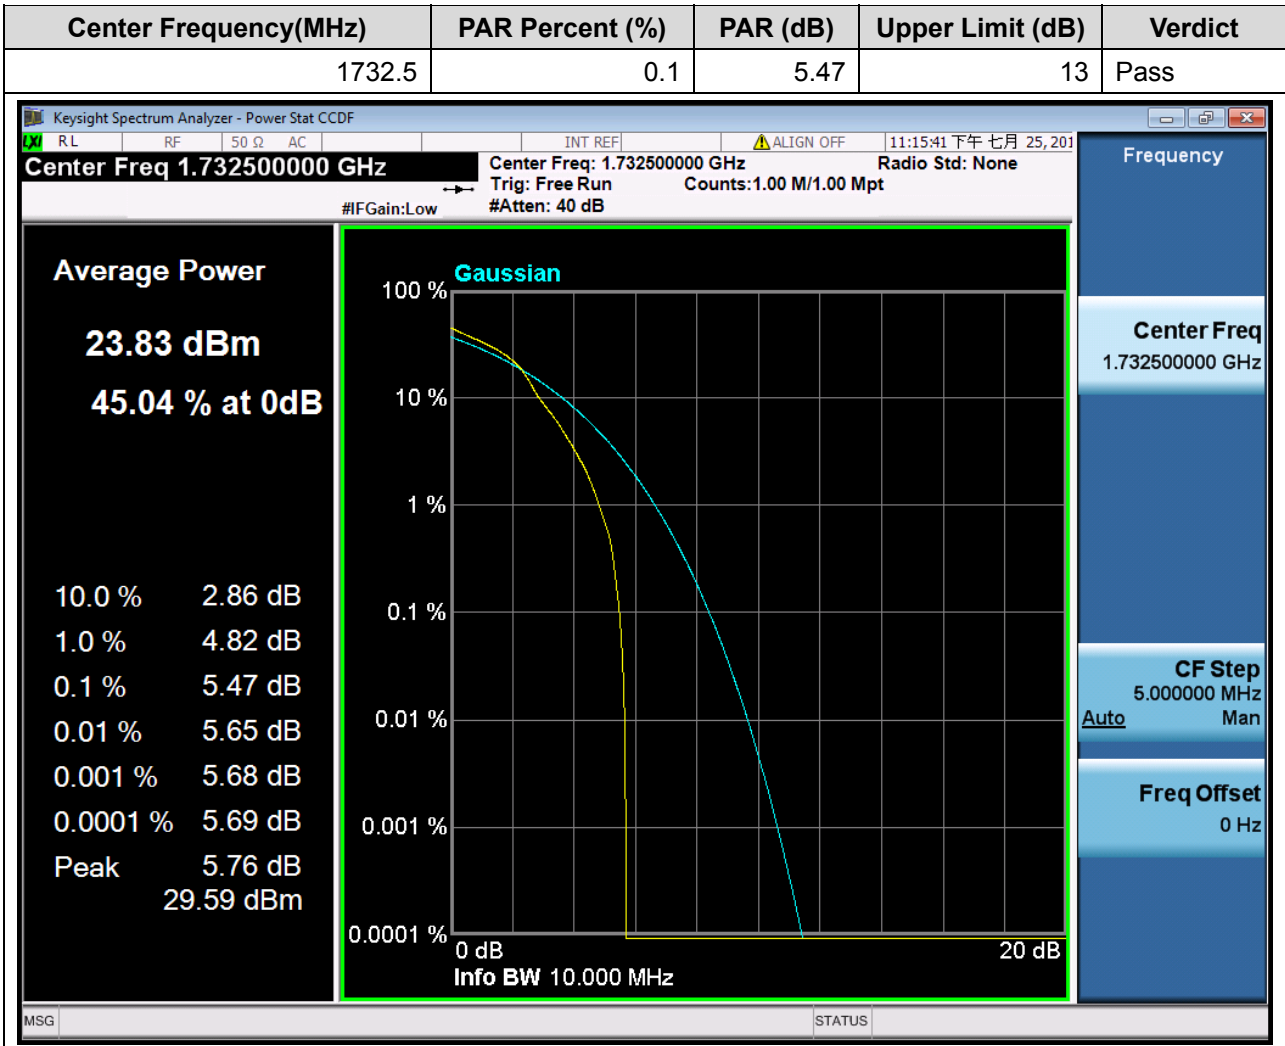 Center Frequency(MHz) PAR Percent (%) PAR (dB) Upper Limit (dB) Verdict
1732.5 0.1 5.47 13 Pass
Keysight Spectrum Analyzer - Power Stat CCDF
LXI RL RF 50 Ω AC INT REF ALIGN OFF 11:15:41 下午 七月 25, 201
Center Freq 1.732500000 GHz
Center Freq: 1.732500000 GHz Radio Std: None
Trig: Free Run Counts:1.00 M/1.00 Mpt
#IFGain:Low #Atten: 40 dB
Average Power
23.83 dBm
45.04 % at 0dB
10.0 % 2.86 dB
1.0 % 4.82 dB
0.1 % 5.47 dB
0.01 % 5.65 dB
0.001 % 5.68 dB
0.0001 % 5.69 dB
Peak 5.76 dB
29.59 dBm
Gaussian
100 %
10 %
1 %
0.1 %
0.01 %
0.001 %
0.0001 %
0 dB 20 dB
Info BW 10.000 MHz
Frequency
Center Freq
1.732500000 GHz
CF Step
5.000000 MHz
Auto Man
Freq Offset
0 Hz
MSG STATUS